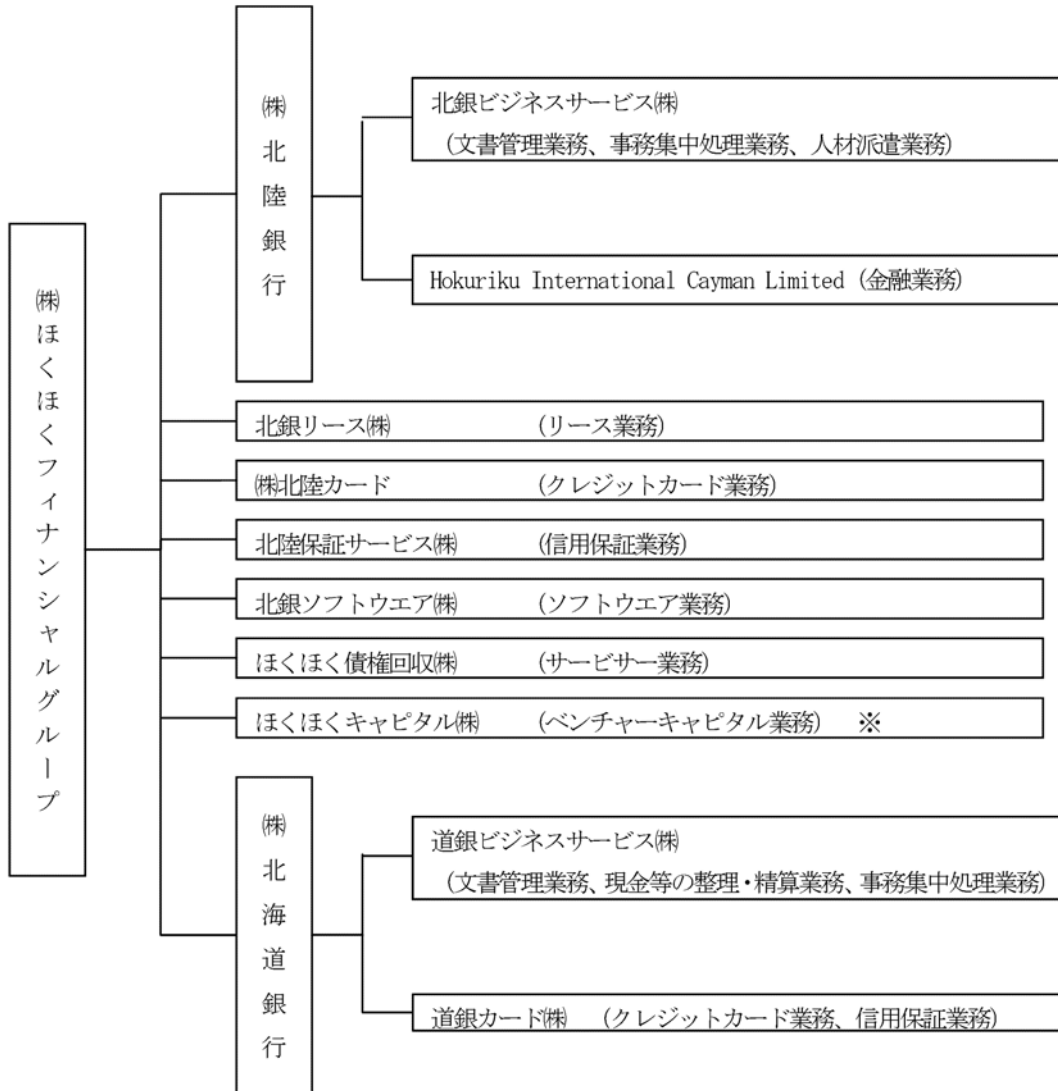 ㈱ほくほくフィナンシャルグループ
㈱北陸銀行
北銀ビジネスサービス㈱
(文書管理業務、事務集中処理業務、人材派遣業務)
Hokuriku International Cayman Limited (金融業務)
北銀リース㈱ (リース業務)
㈱北陸カード (クレジットカード業務)
北陸保証サービス㈱ (信用保証業務)
北銀ソフトウエア㈱ (ソフトウエア業務)
ほくほく債権回収㈱ (サービサー業務)
ほくほくキャピタル㈱ (ベンチャーキャピタル業務) ※
㈱北海道銀行
道銀ビジネスサービス㈱
(文書管理業務、現金等の整理・精算業務、事務集中処理業務)
道銀カード㈱ (クレジットカード業務、信用保証業務)